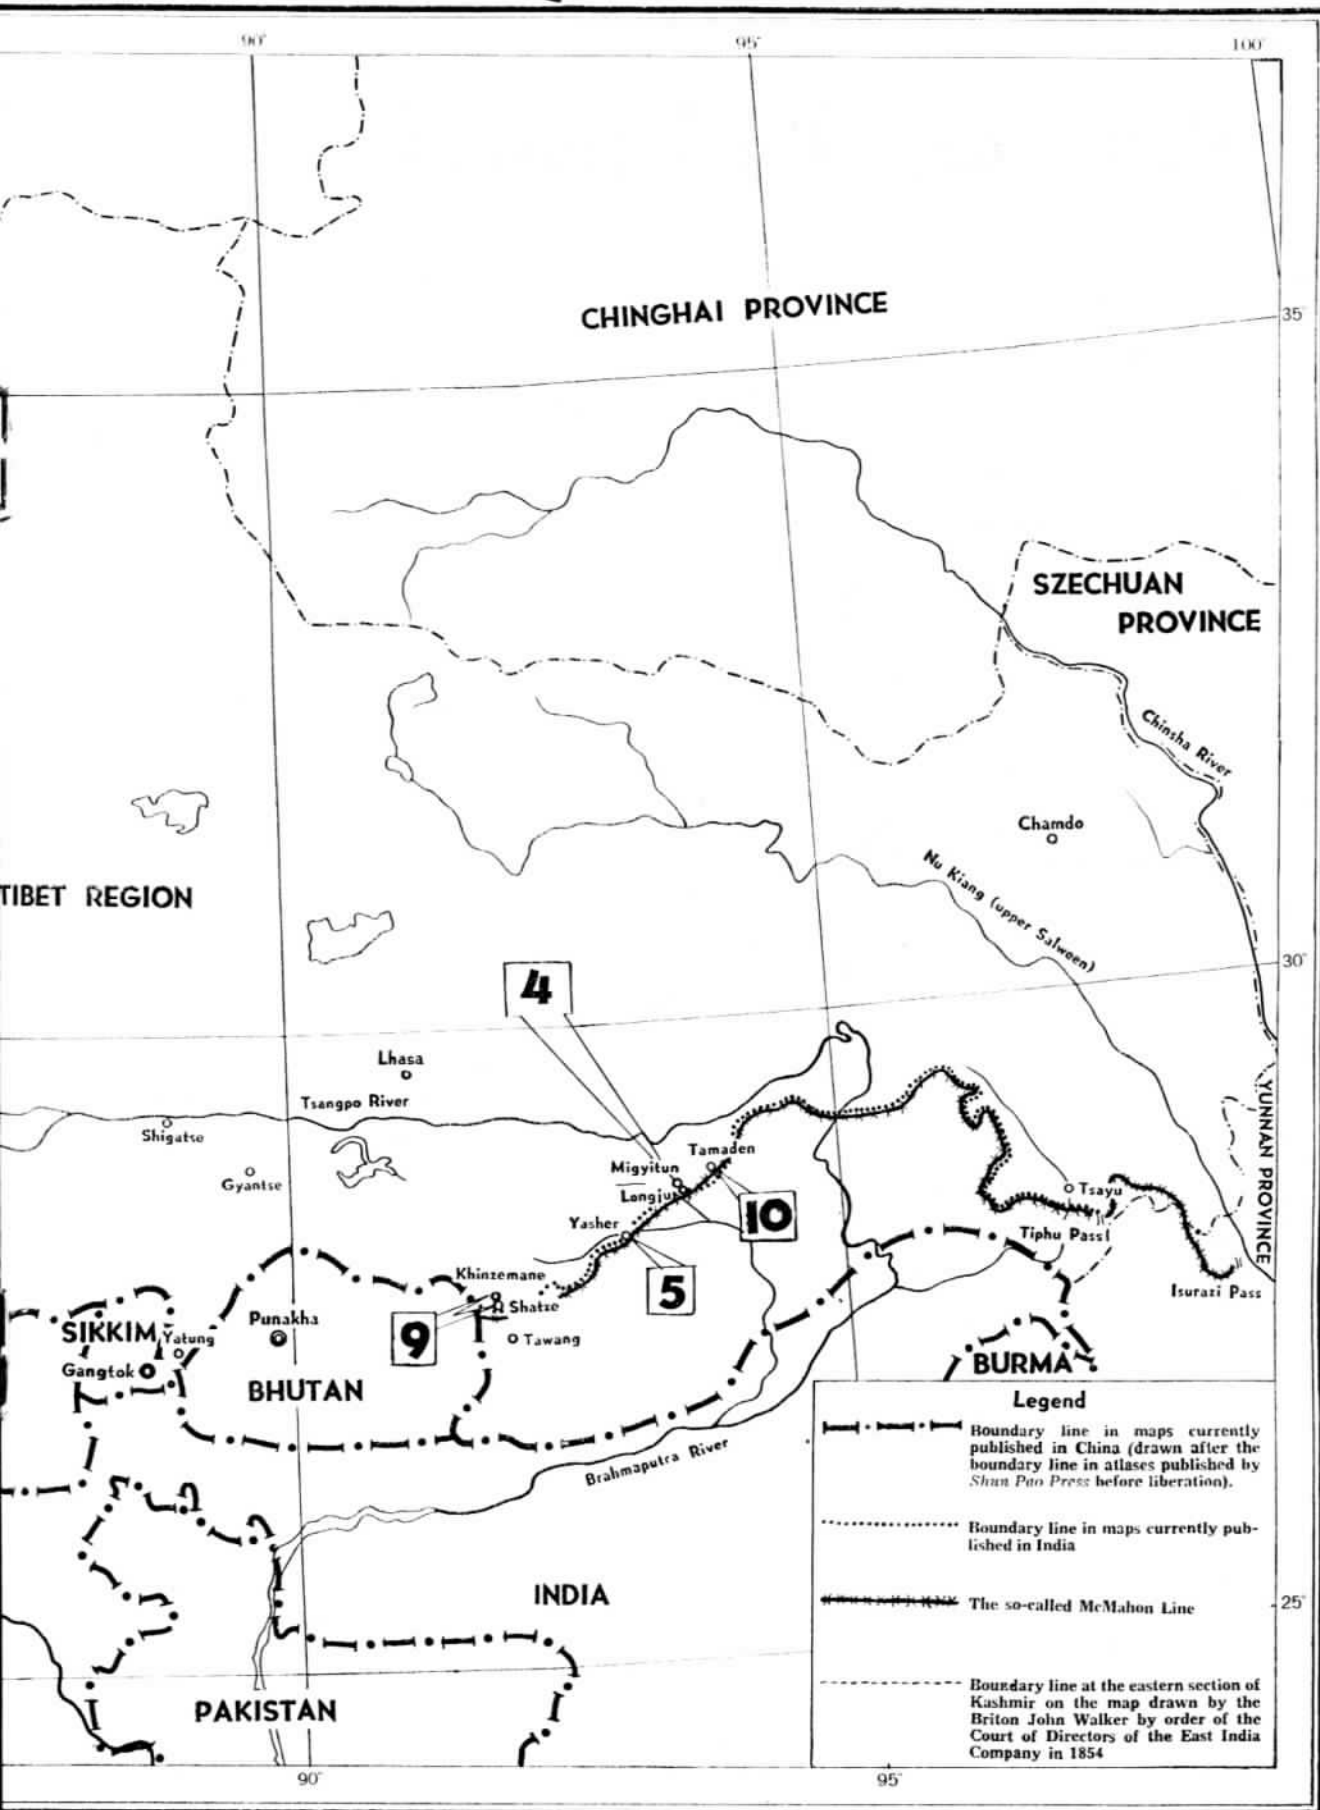 90°
95°
100°
CHINGHAI PROVINCE
35°
SZECHUAN
PROVINCE
Chinsha River
Chamdo
Nu Kiang (upper Salween)
TIBET REGION
30°
4
Lhasa
Tsangpo River
Shigatse
Gyantse
YUNNAN PROVINCE
Tamaden
Migyitun
Longju
10
Tsayu
Yasher
Tiphu Pass
Khinzemane
5
Isurazi Pass
Shatze
9
Tawang
Punakha
SIKKIM
Yatung
Gangtok
BHUTAN
BURMA
Brahmaputra River
INDIA
PAKISTAN
25°
Legend
Boundary line in maps currently
published in China (drawn after the
boundary line in atlases published by
Shun Pao Press before liberation).
Boundary line in maps currently pub-
lished in India
The so-called McMahon Line
Boundary line at the eastern section of
Kashmir on the map drawn by the
Briton John Walker by order of the
Court of Directors of the East India
Company in 1854
90°
95°